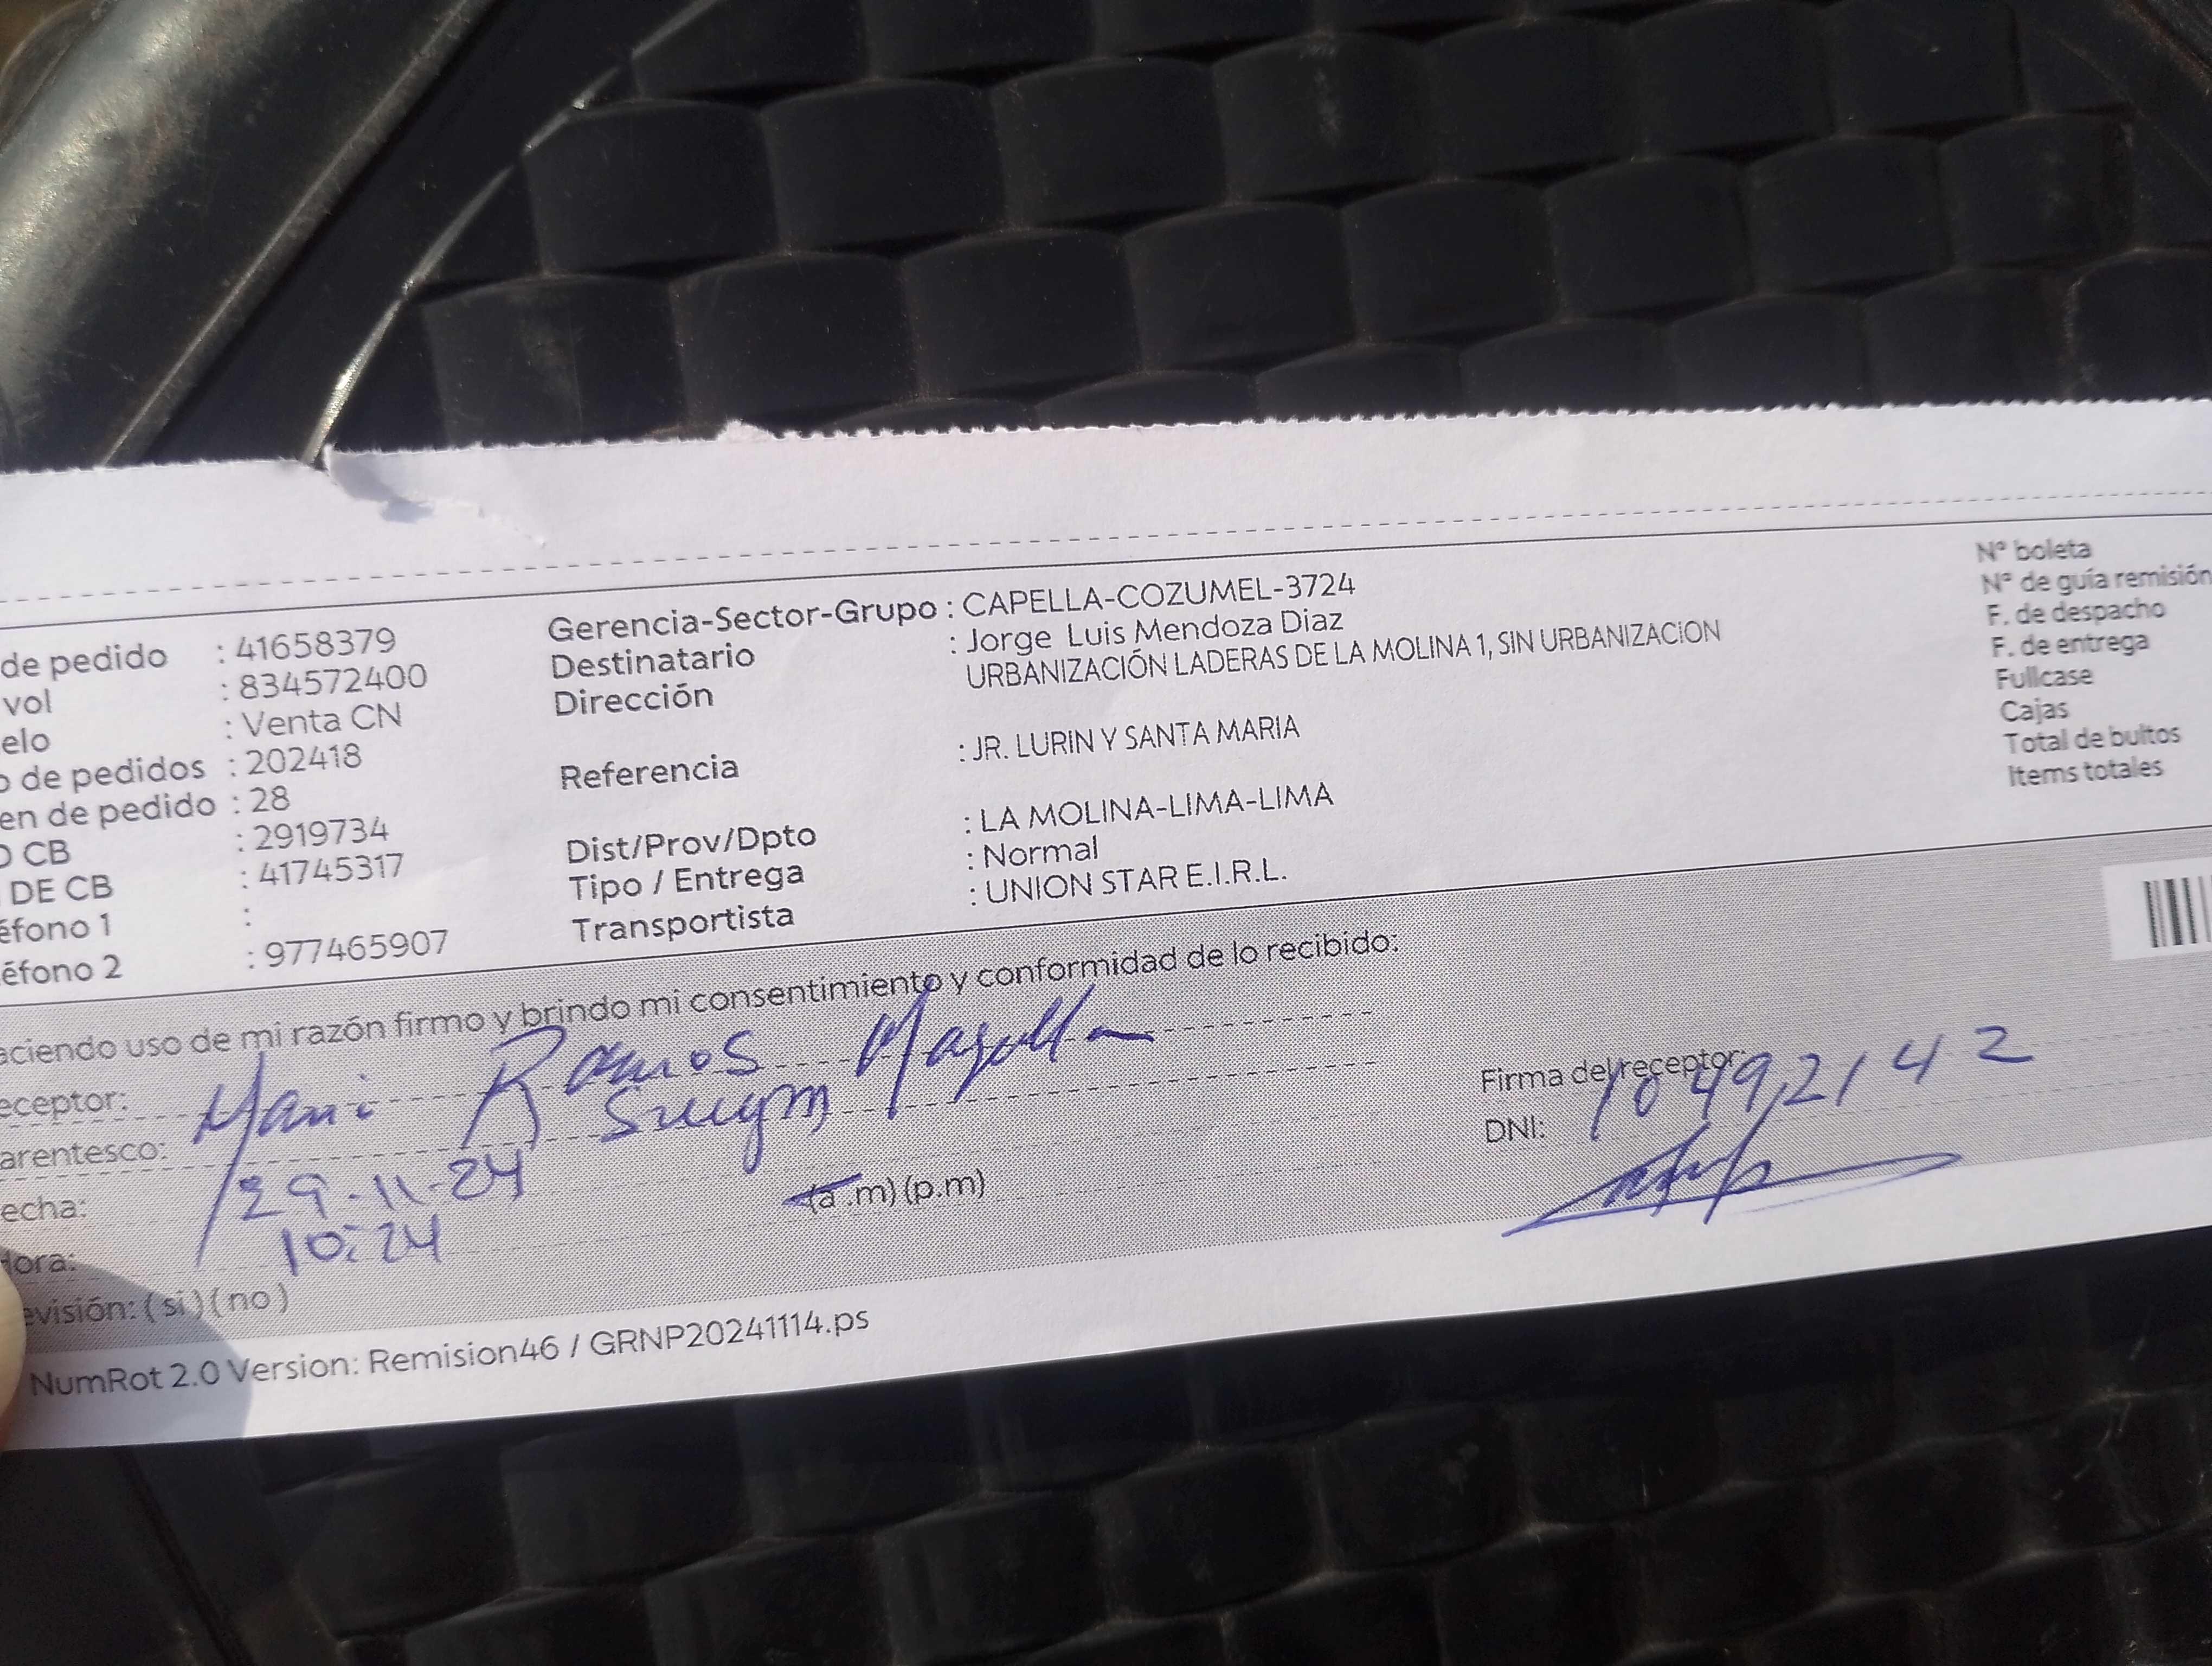 de pedido : 41658379
vol : 834572400
elo : Venta CN
o de pedidos : 202418
en de pedido : 28
O CB : 2919734
DE CB : 41745317
éfono 1 :
éfono 2 : 977465907
Gerencia-Sector-Grupo : CAPELLA-COZUMEL-3724
Destinatario : Jorge Luis Mendoza Diaz
Dirección URBANIZACIÓN LADERAS DE LA MOLINA 1, SIN URBANIZACION
Referencia : JR. LURIN Y SANTA MARIA
Dist/Prov/Dpto : LA MOLINA-LIMA-LIMA
Tipo / Entrega : Normal
Transportista : UNION STAR E.I.R.L.
N° boleta
N° de guía remisión
F. de despacho
F. de entrega
Fullcase
Cajas
Total de bultos
Items totales
aciendo uso de mi razón firmo y brindo mi consentimiento y conformidad de lo recibido:
eceptor: Ramos
arentesco:
echa: 29-11-24
Hora: 10:24 (a.m) (p.m)
evisión: ( si ) ( no )
Firma del receptor:
DNI: 10492142
NumRot 2.0 Version: Remision46 / GRNP20241114.ps